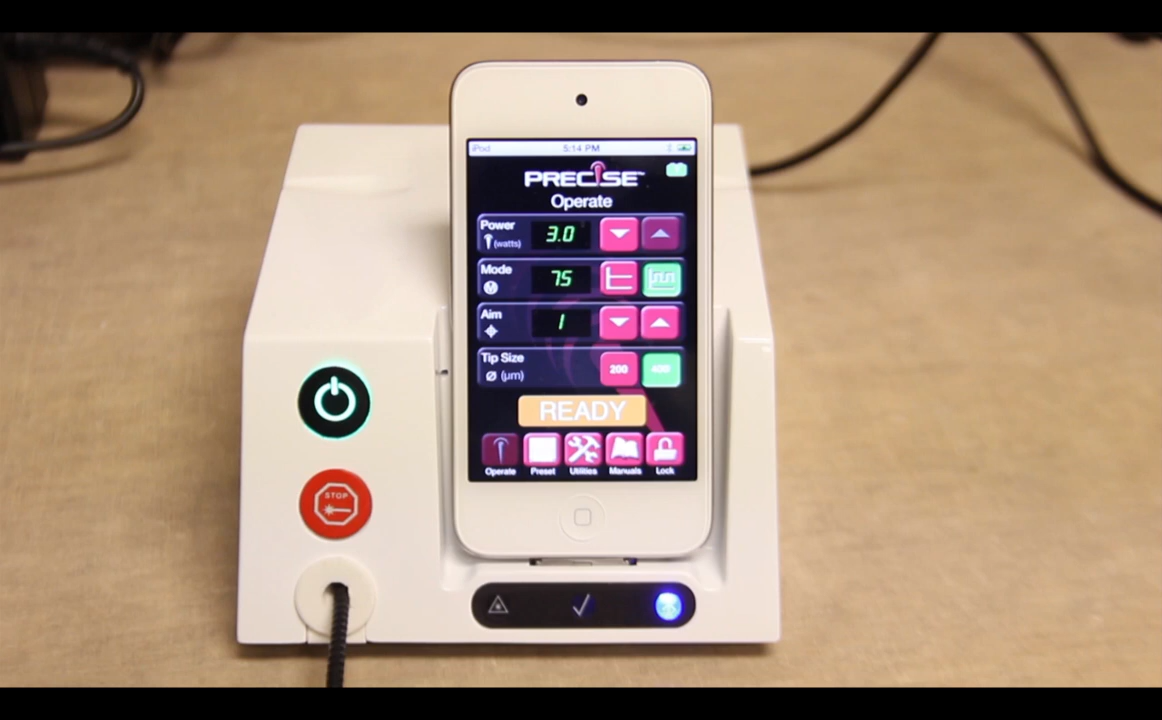 iPod 5:14 PM
PRECISE™
Operate
Power
(watts)
3.0
Mode
M
75
Aim
1
Tip Size
Ø (μm)
200 400
READY
Operate Preset Utilities Manuals Lock
STOP